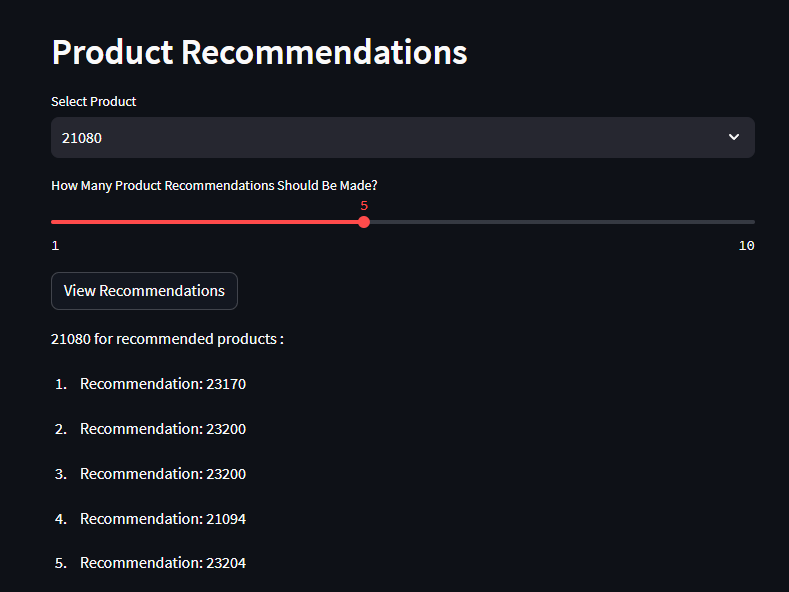 Product Recommendations
Select Product
21080
How Many Product Recommendations Should Be Made?
5
1 10
View Recommendations
21080 for recommended products :
1. Recommendation: 23170
2. Recommendation: 23200
3. Recommendation: 23200
4. Recommendation: 21094
5. Recommendation: 23204